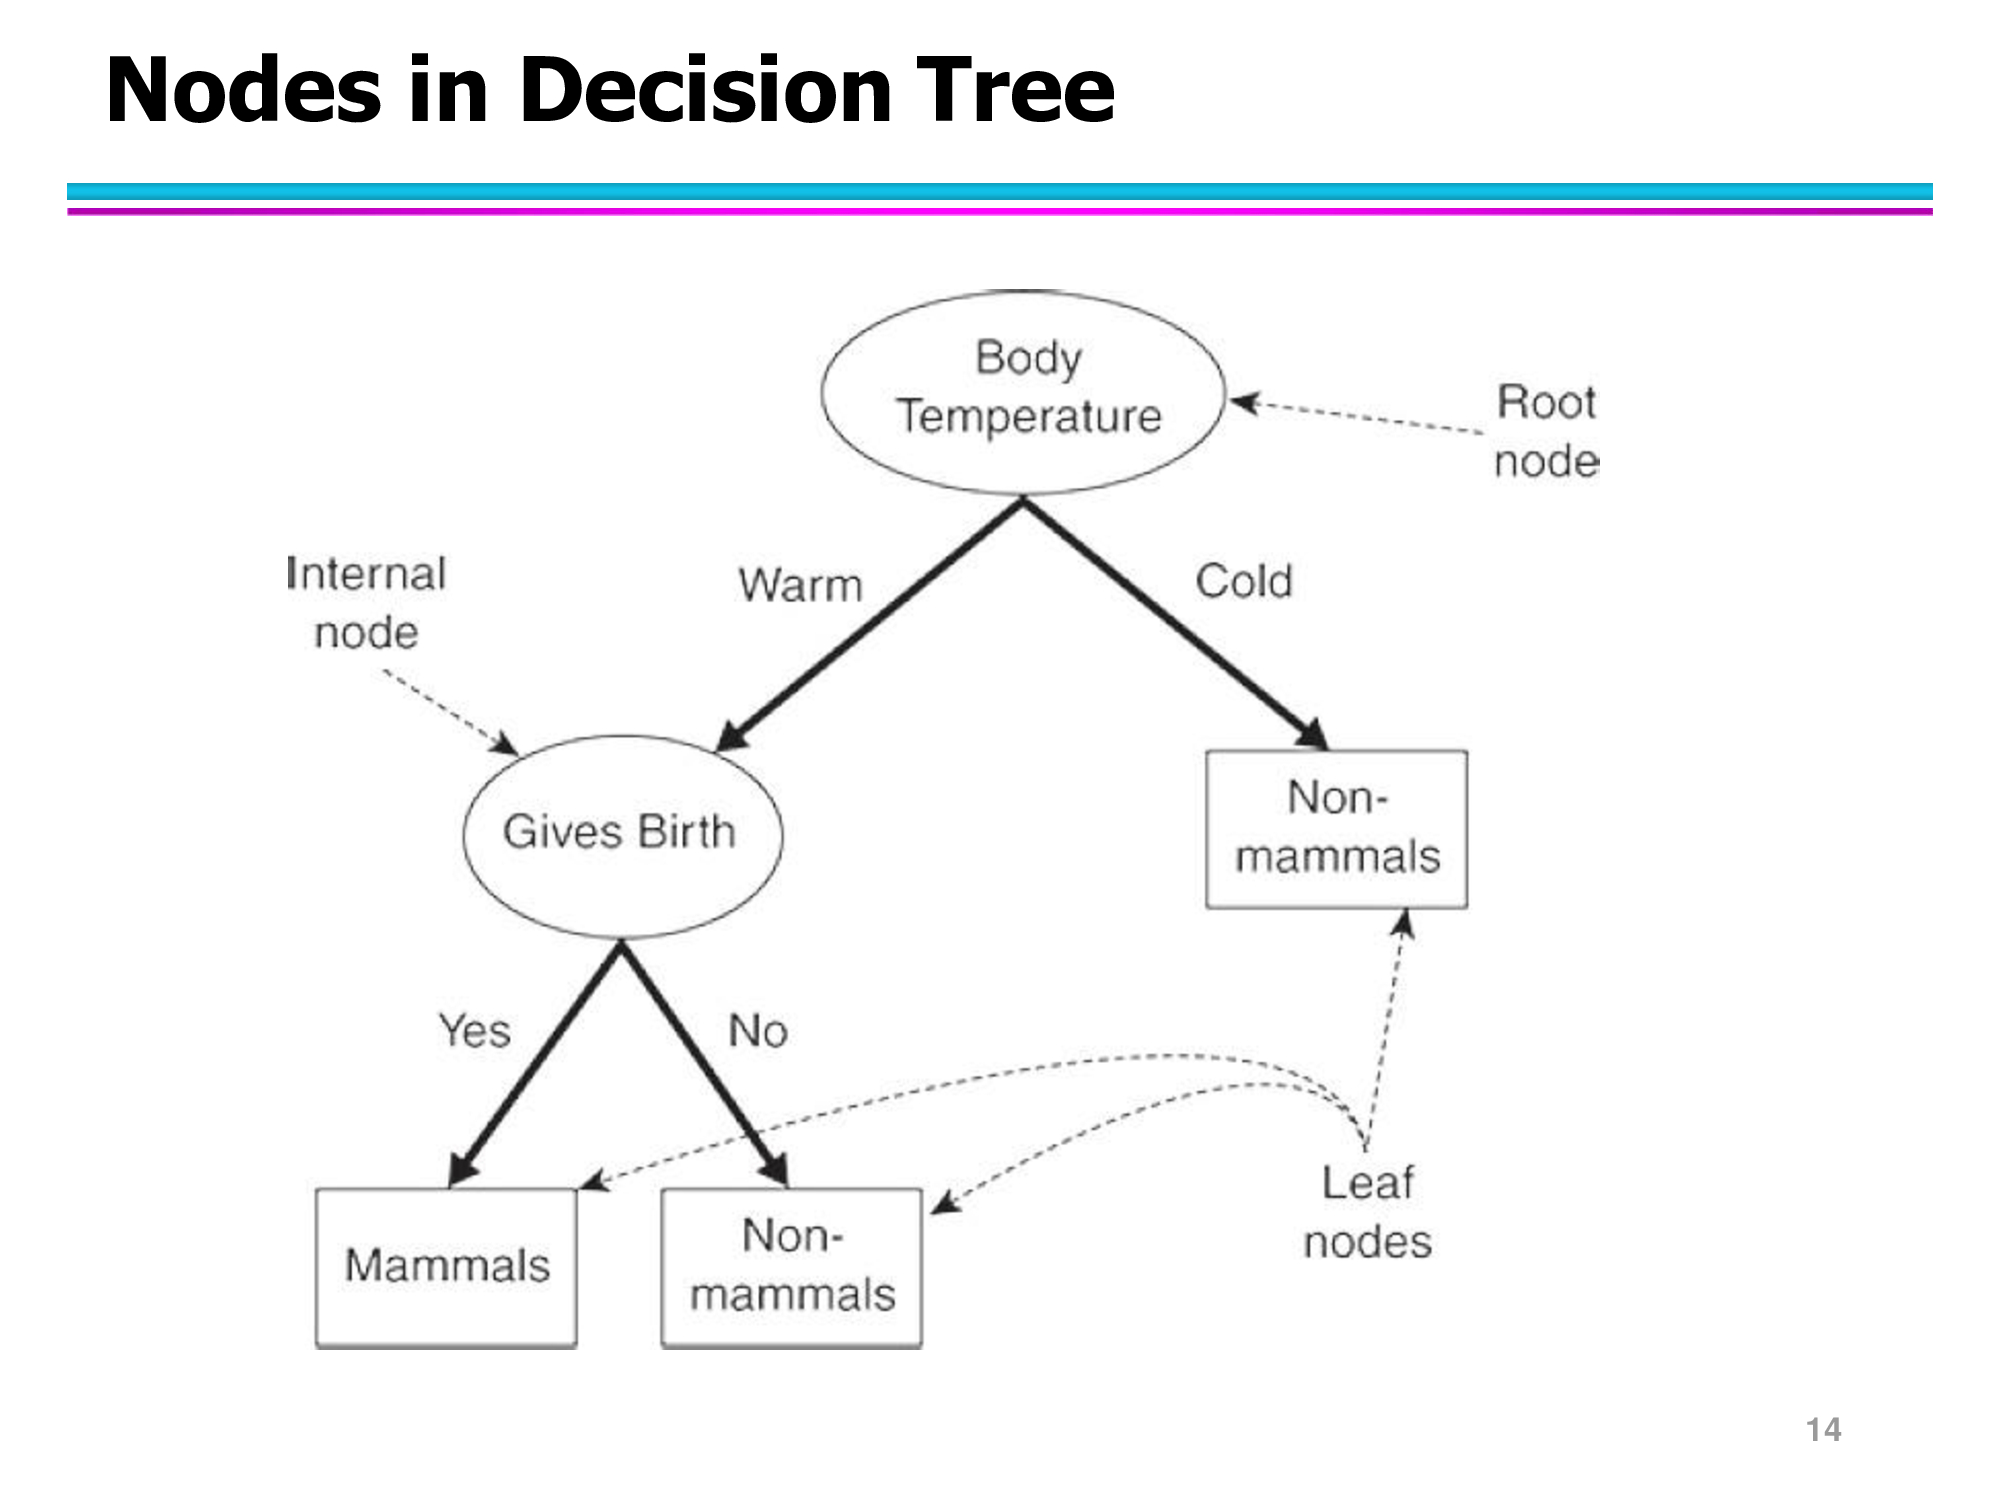 Nodes in Decision Tree
Body
Temperature
Root
node
Internal
node
Warm
Cold
Gives Birth
Non-
mammals
Yes
No
Mammals
Non-
mammals
Leaf
nodes
14